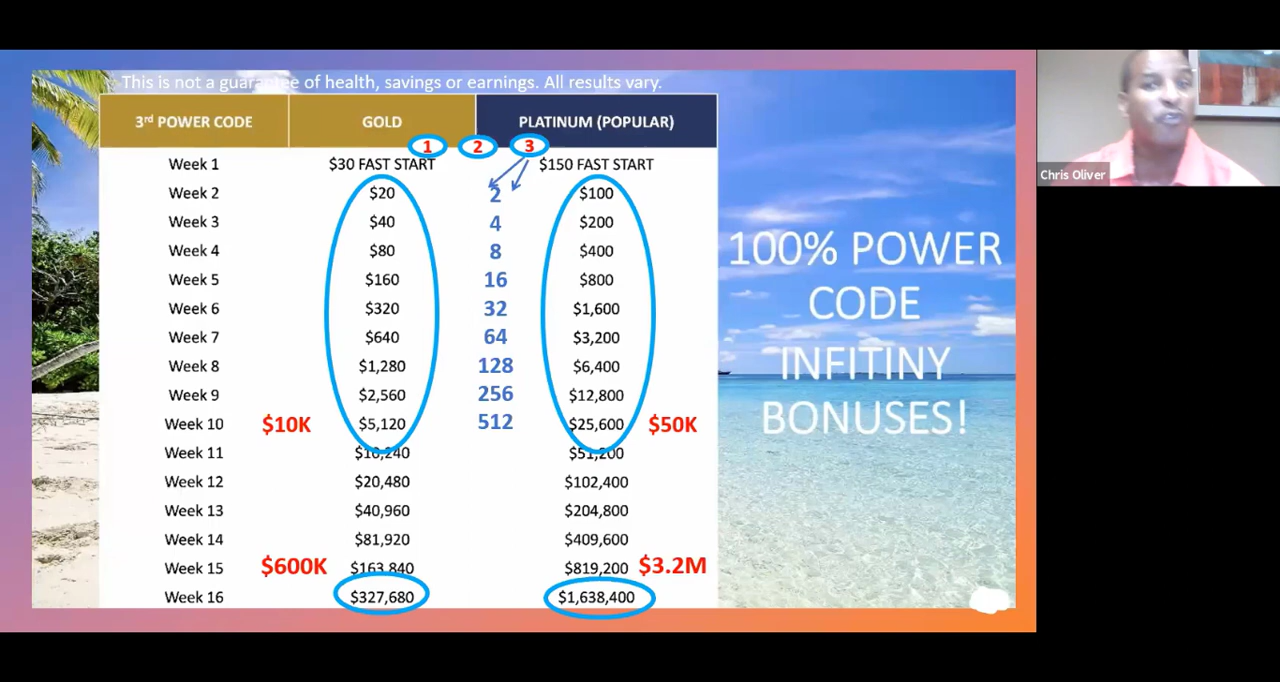 This is not a guarantee of health, savings or earnings. All results vary.
3rd POWER CODE GOLD PLATINUM (POPULAR)
1 2 3
Week 1 $30 FAST START $150 FAST START
Week 2 $20 2 $100
Week 3 $40 4 $200
Week 4 $80 8 $400
Week 5 $160 16 $800
Week 6 $320 32 $1,600
Week 7 $640 64 $3,200
Week 8 $1,280 128 $6,400
Week 9 $2,560 256 $12,800
Week 10 $10K $5,120 512 $25,600 $50K
Week 11 $10,240 $51,200
Week 12 $20,480 $102,400
Week 13 $40,960 $204,800
Week 14 $81,920 $409,600
Week 15 $600K $163,840 $819,200 $3.2M
Week 16 $327,680 $1,638,400
100% POWER
CODE
INFITINY
BONUSES!
Chris Oliver